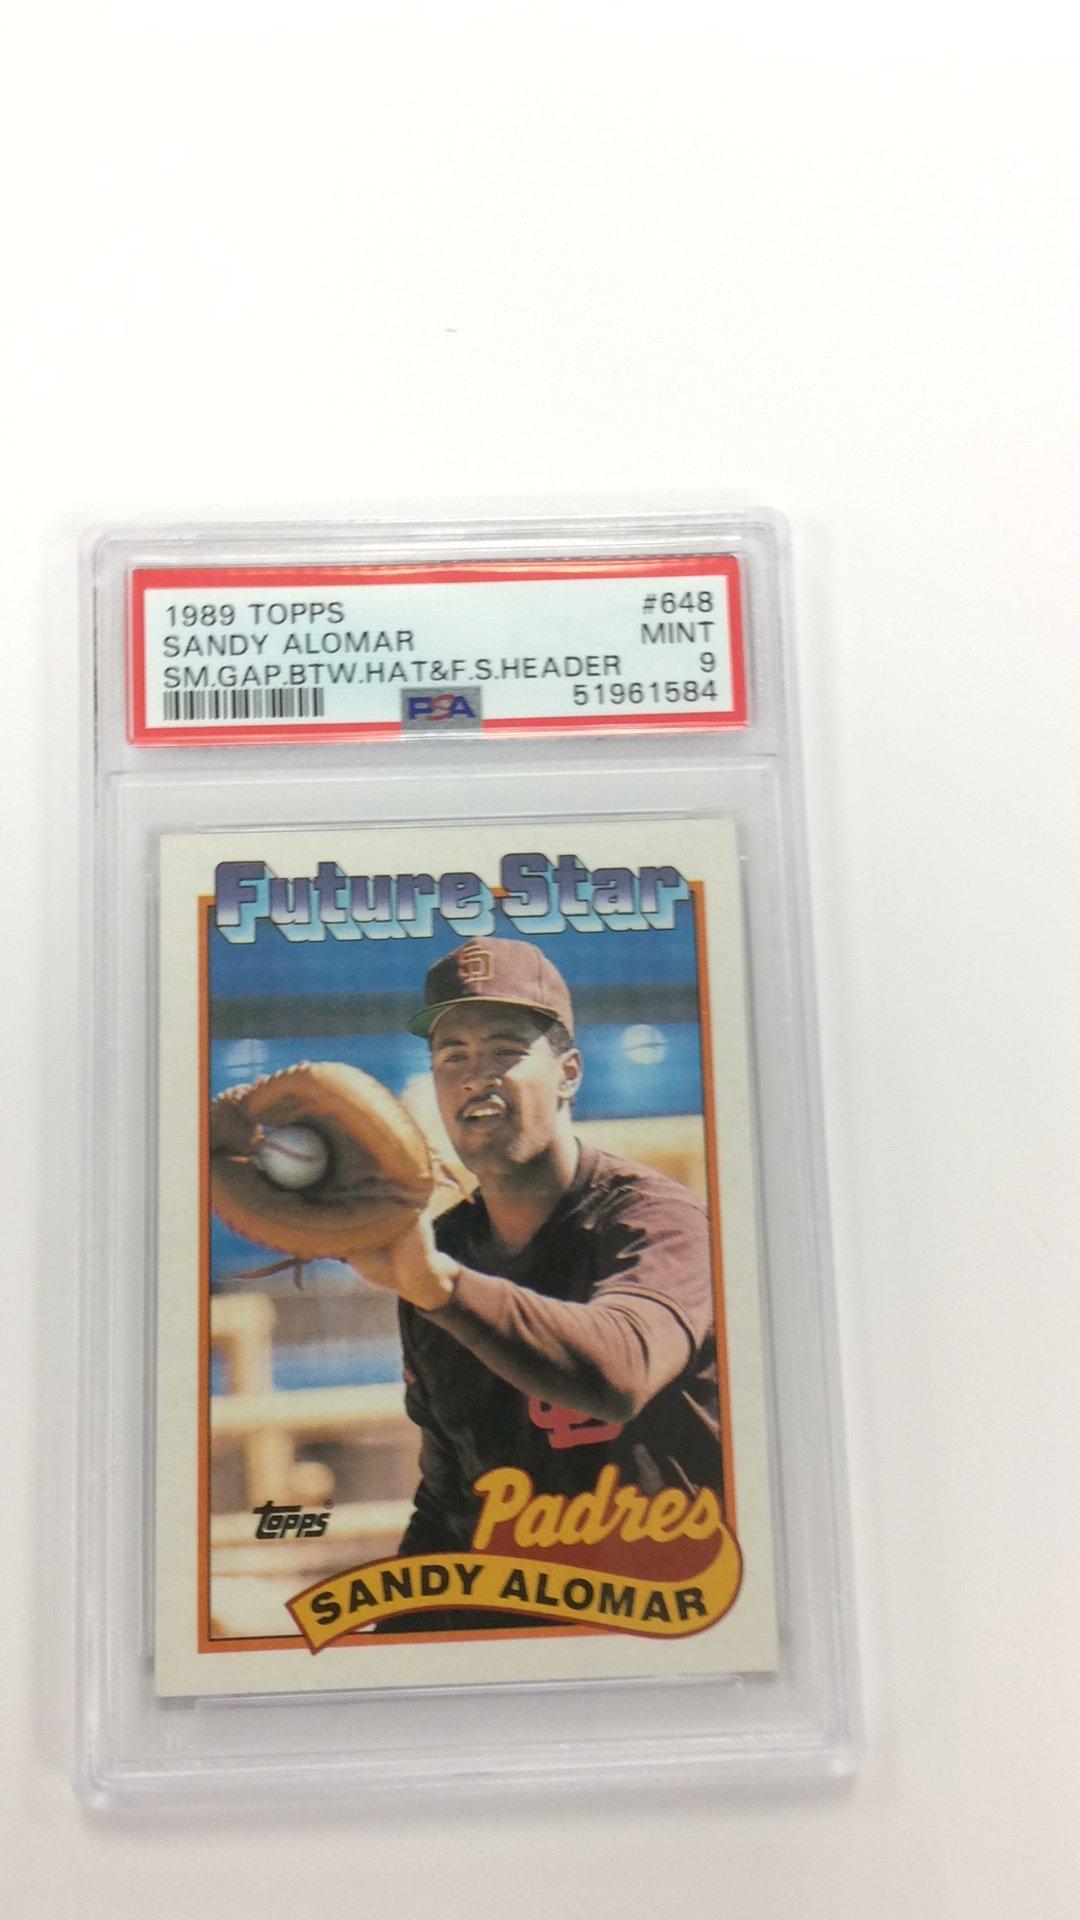 1989 TOPPS #648
SANDY ALOMAR MINT
SM.GAP.BTW.HAT&F.S.HEADER 9
PSA 51961584
Future Star
SD
topps®
Padres
SANDY ALOMAR